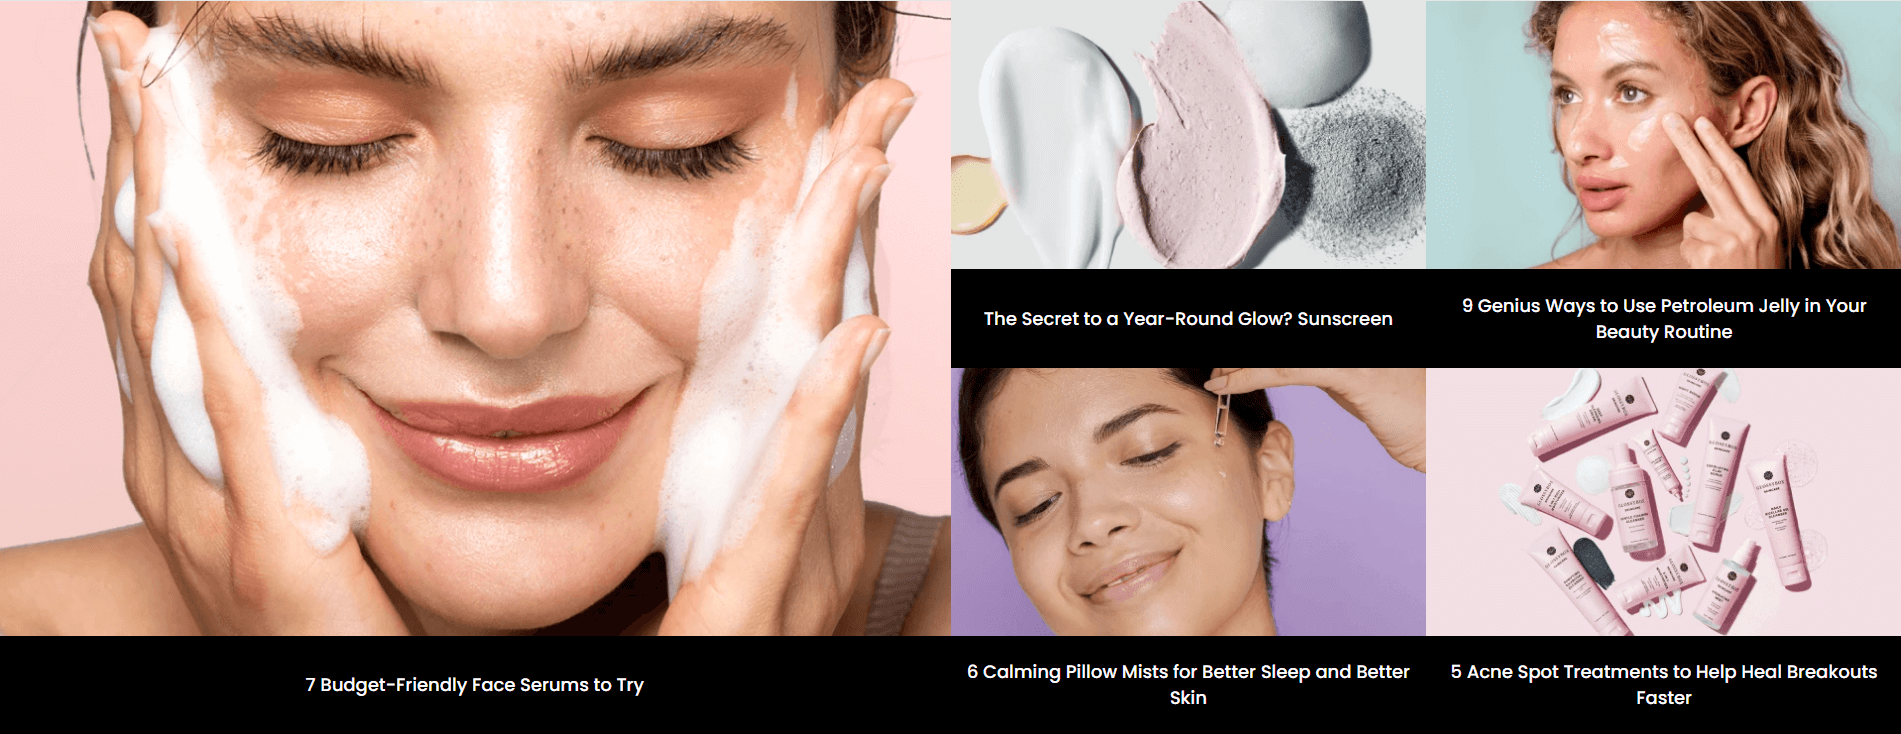 7 Budget-Friendly Face Serums to Try
The Secret to a Year-Round Glow? Sunscreen
9 Genius Ways to Use Petroleum Jelly in Your
Beauty Routine
6 Calming Pillow Mists for Better Sleep and Better
Skin
GLOSSYBOX
SKINCARE
5 Acne Spot Treatments to Help Heal Breakouts
Faster